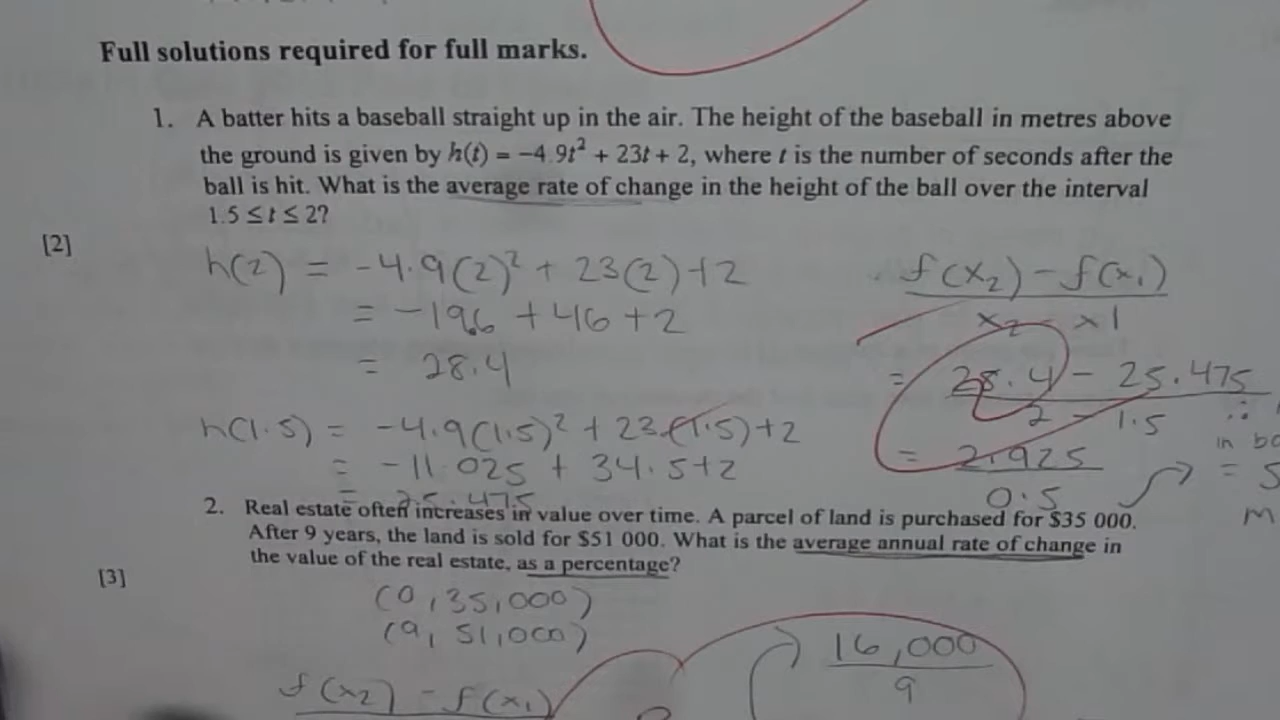 Full solutions required for full marks.
1. A batter hits a baseball straight up in the air. The height of the baseball in metres above
the ground is given by h(t) = −4.9t² + 23t + 2, where t is the number of seconds after the
ball is hit. What is the average rate of change in the height of the ball over the interval
1.5 ≤ t ≤ 2?
[2]
h(2) = -4.9(2)² + 23(2) + 2
= -19.6 + 46 + 2
= 28.4
h(1.5) = -4.9(1.5)² + 23(1.5) + 2
= -11.025 + 34.5 + 2
= 25.475
f(x₂) - f(x₁)
x₂ - x1
= 28.4 - 25.475
2 - 1.5
= 2.925
0.5
∴
in
= 5
m
2. Real estate often increases in value over time. A parcel of land is purchased for $35 000.
After 9 years, the land is sold for $51 000. What is the average annual rate of change in
the value of the real estate, as a percentage?
[3]
(0, 35,000)
(9, 51,000)
f(x₂) - f(x₁)
16,000
9